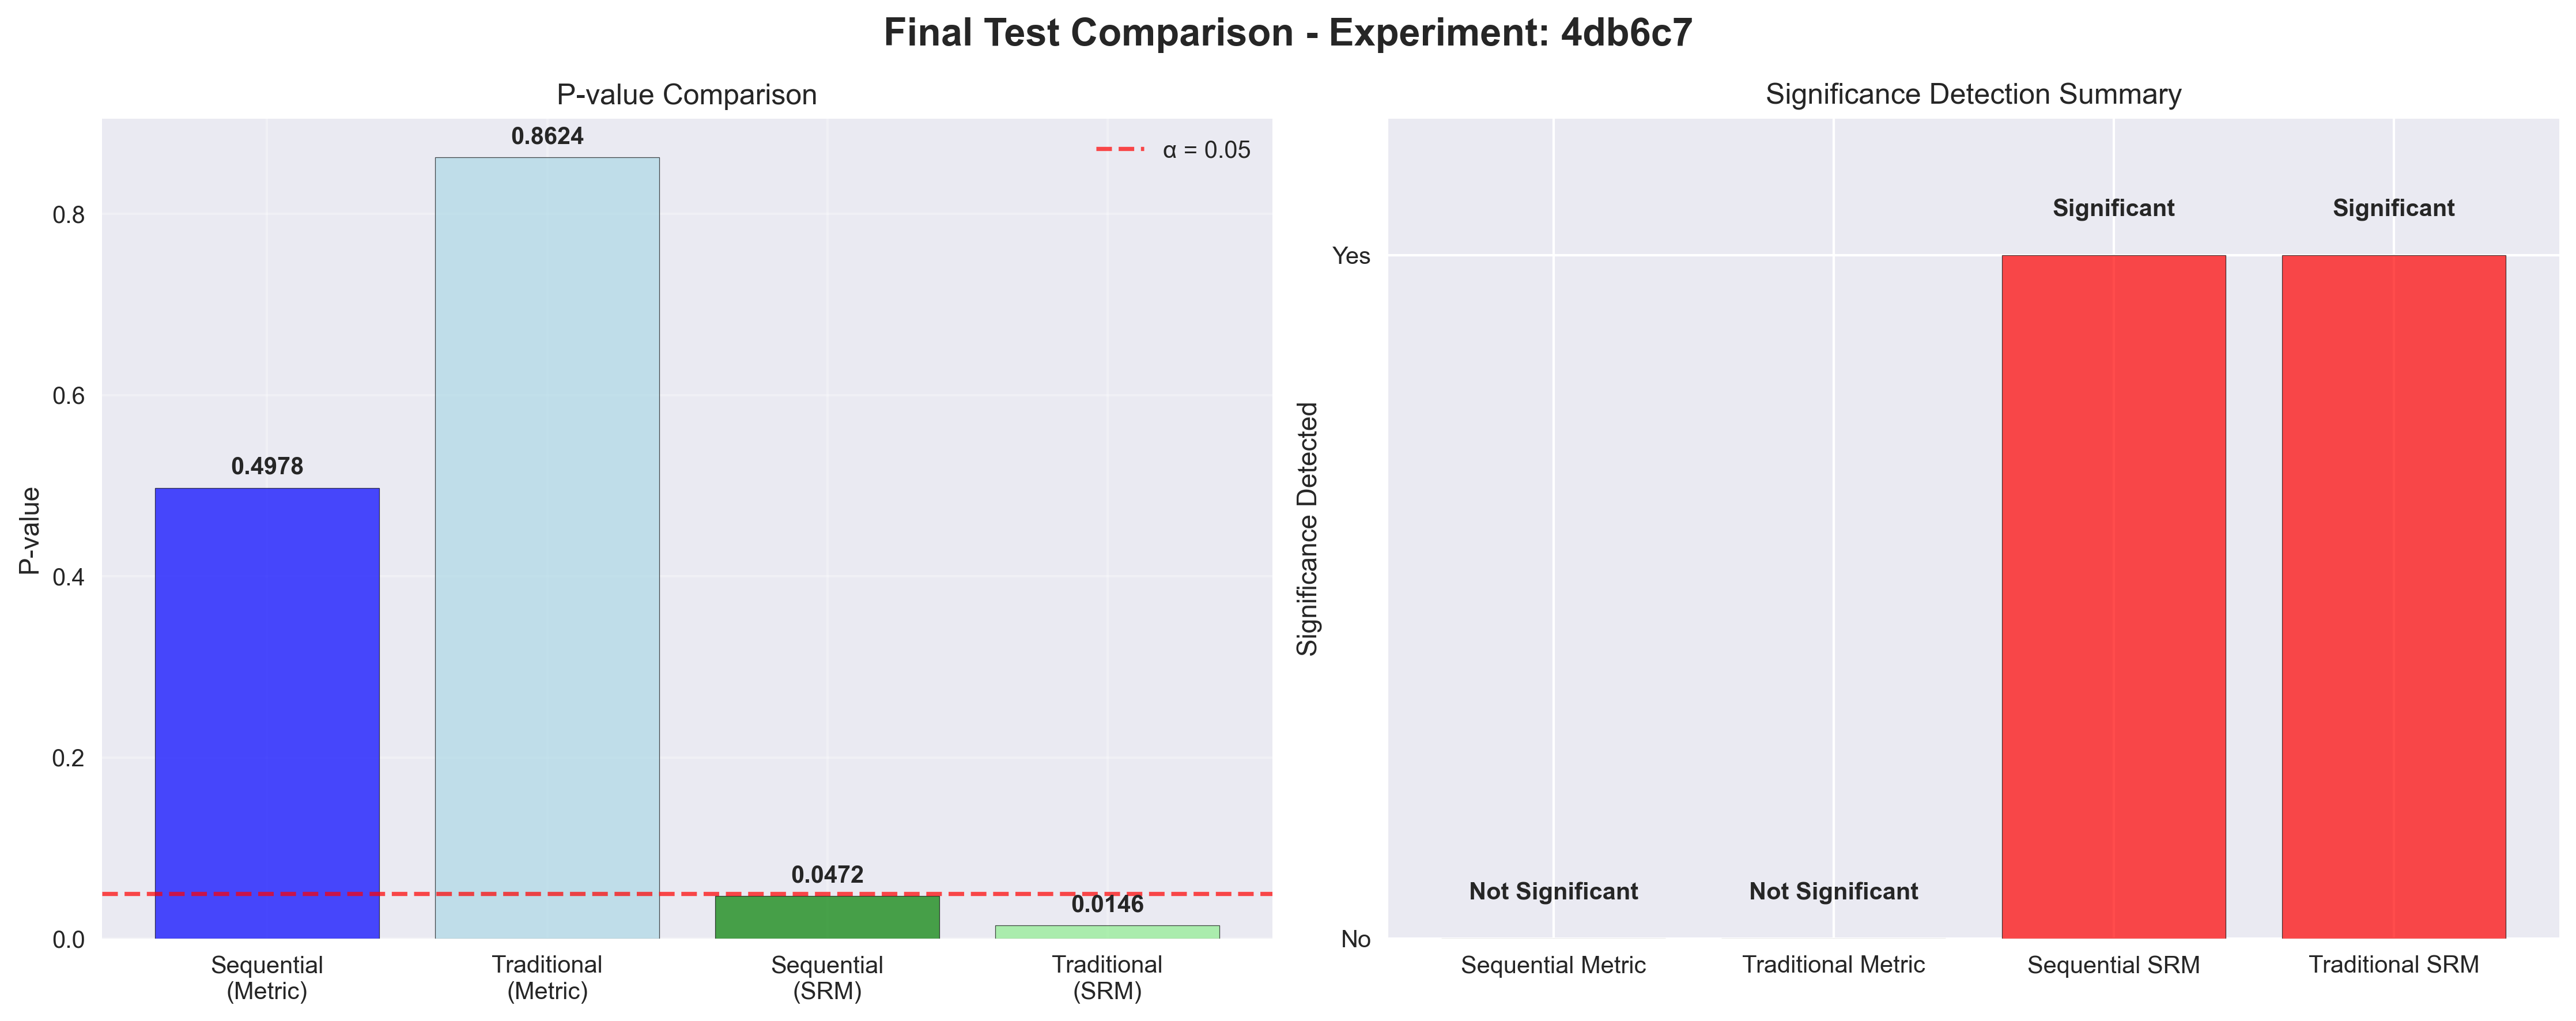 Final Test Comparison - Experiment: 4db6c7
P-value Comparison
0.8624
α = 0.05
0.8
0.6
0.4978
P-value
0.4
0.2
0.0472
0.0146
0.0
Sequential
(Metric)
Traditional
(Metric)
Sequential
(SRM)
Traditional
(SRM)
Significance Detection Summary
Significant
Significant
Yes
Significance Detected
Not Significant
Not Significant
No
Sequential Metric
Traditional Metric
Sequential SRM
Traditional SRM